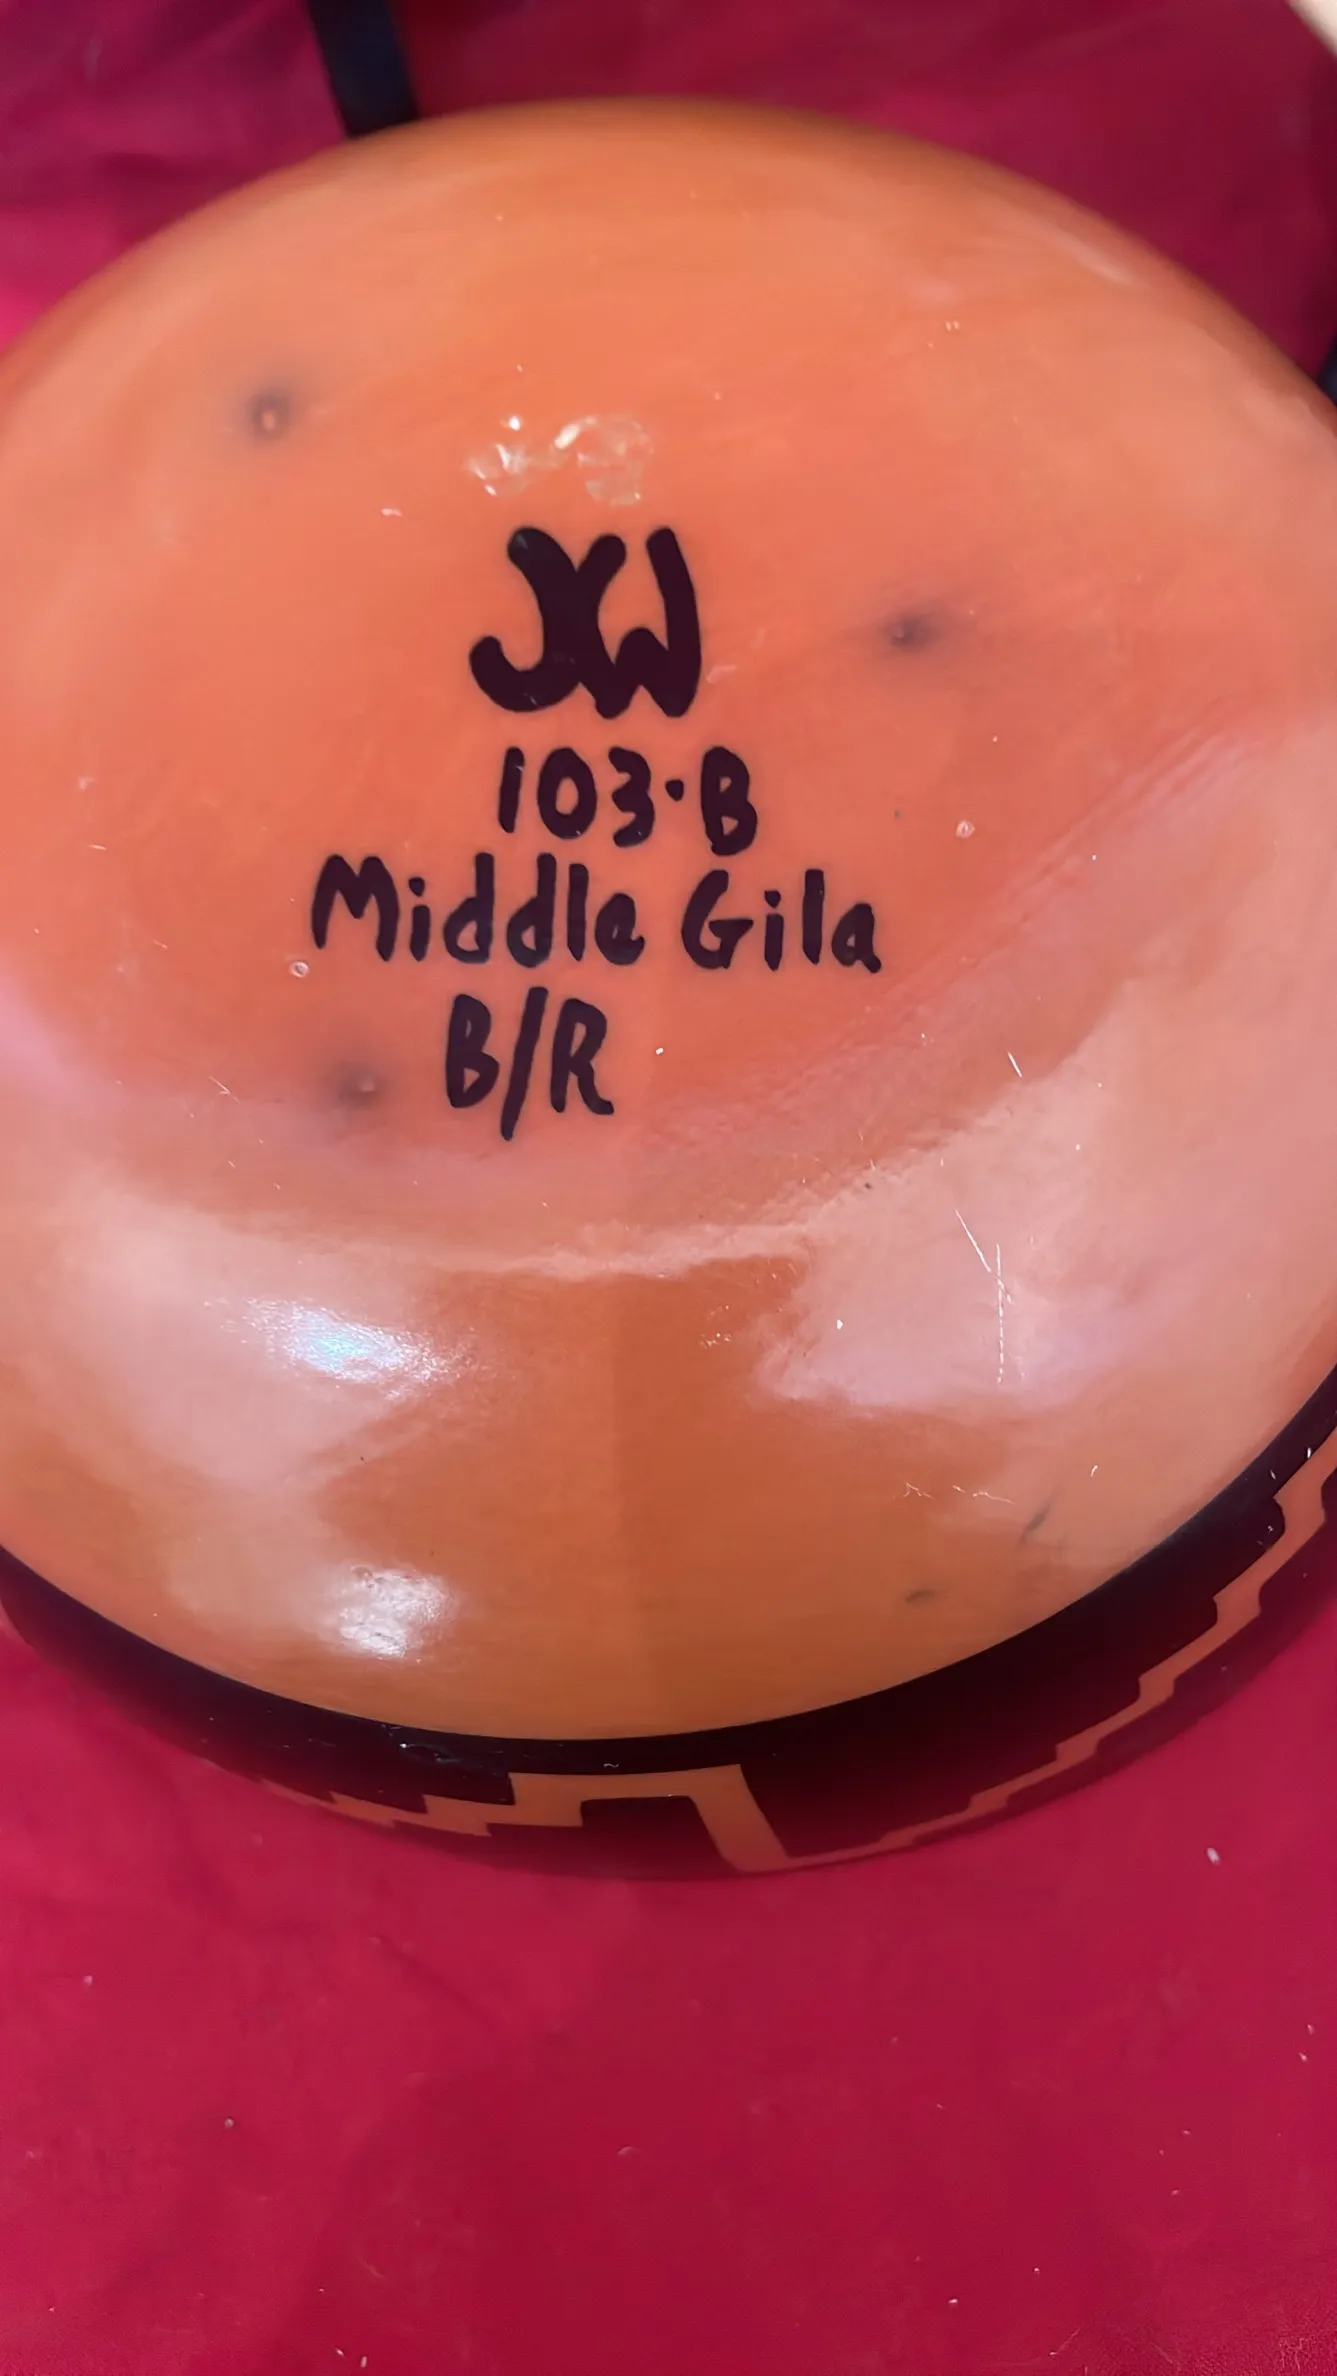 JW
103·B
Middle Gila
B/R